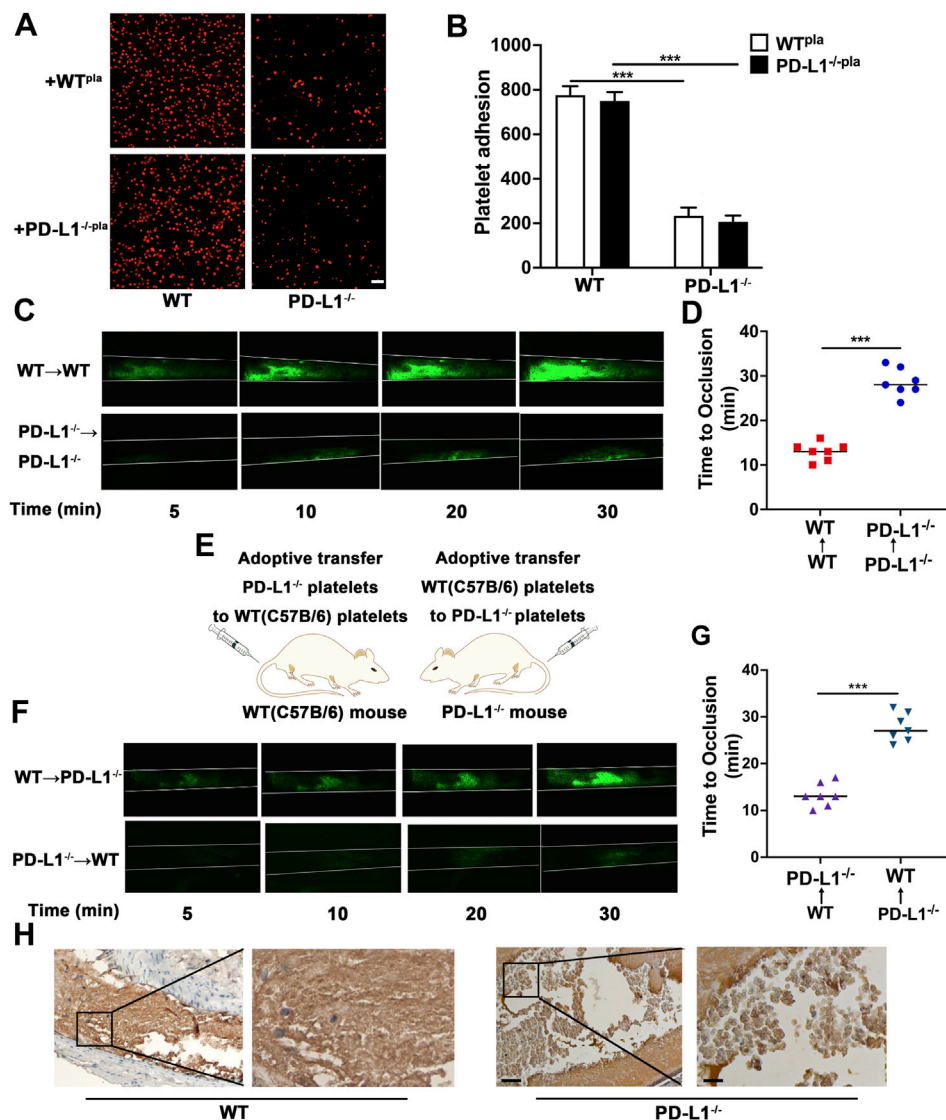 A
+WTpla
+PD-L1-/-pla
WT
PD-L1-/-
B
1000
800
600
400
200
0
Platelet adhesion
***
***
WTpla
PD-L1-/-pla
WT
PD-L1-/-
C
WT→WT
PD-L1-/-→
PD-L1-/-
Time (min)
5
10
20
30
D
40
30
20
10
0
Time to Occlusion
(min)
***
WT
↑
WT
PD-L1-/-
↑
PD-L1-/-
E
Adoptive transfer
PD-L1-/- platelets
to WT(C57B/6) platelets
WT(C57B/6) mouse
Adoptive transfer
WT(C57B/6) platelets
to PD-L1-/- platelets
PD-L1-/- mouse
F
WT→PD-L1-/-
PD-L1-/-→WT
Time (min)
5
10
20
30
G
40
30
20
10
0
Time to Occlusion
(min)
***
PD-L1-/-
↑
WT
WT
↑
PD-L1-/-
H
WT
PD-L1-/-